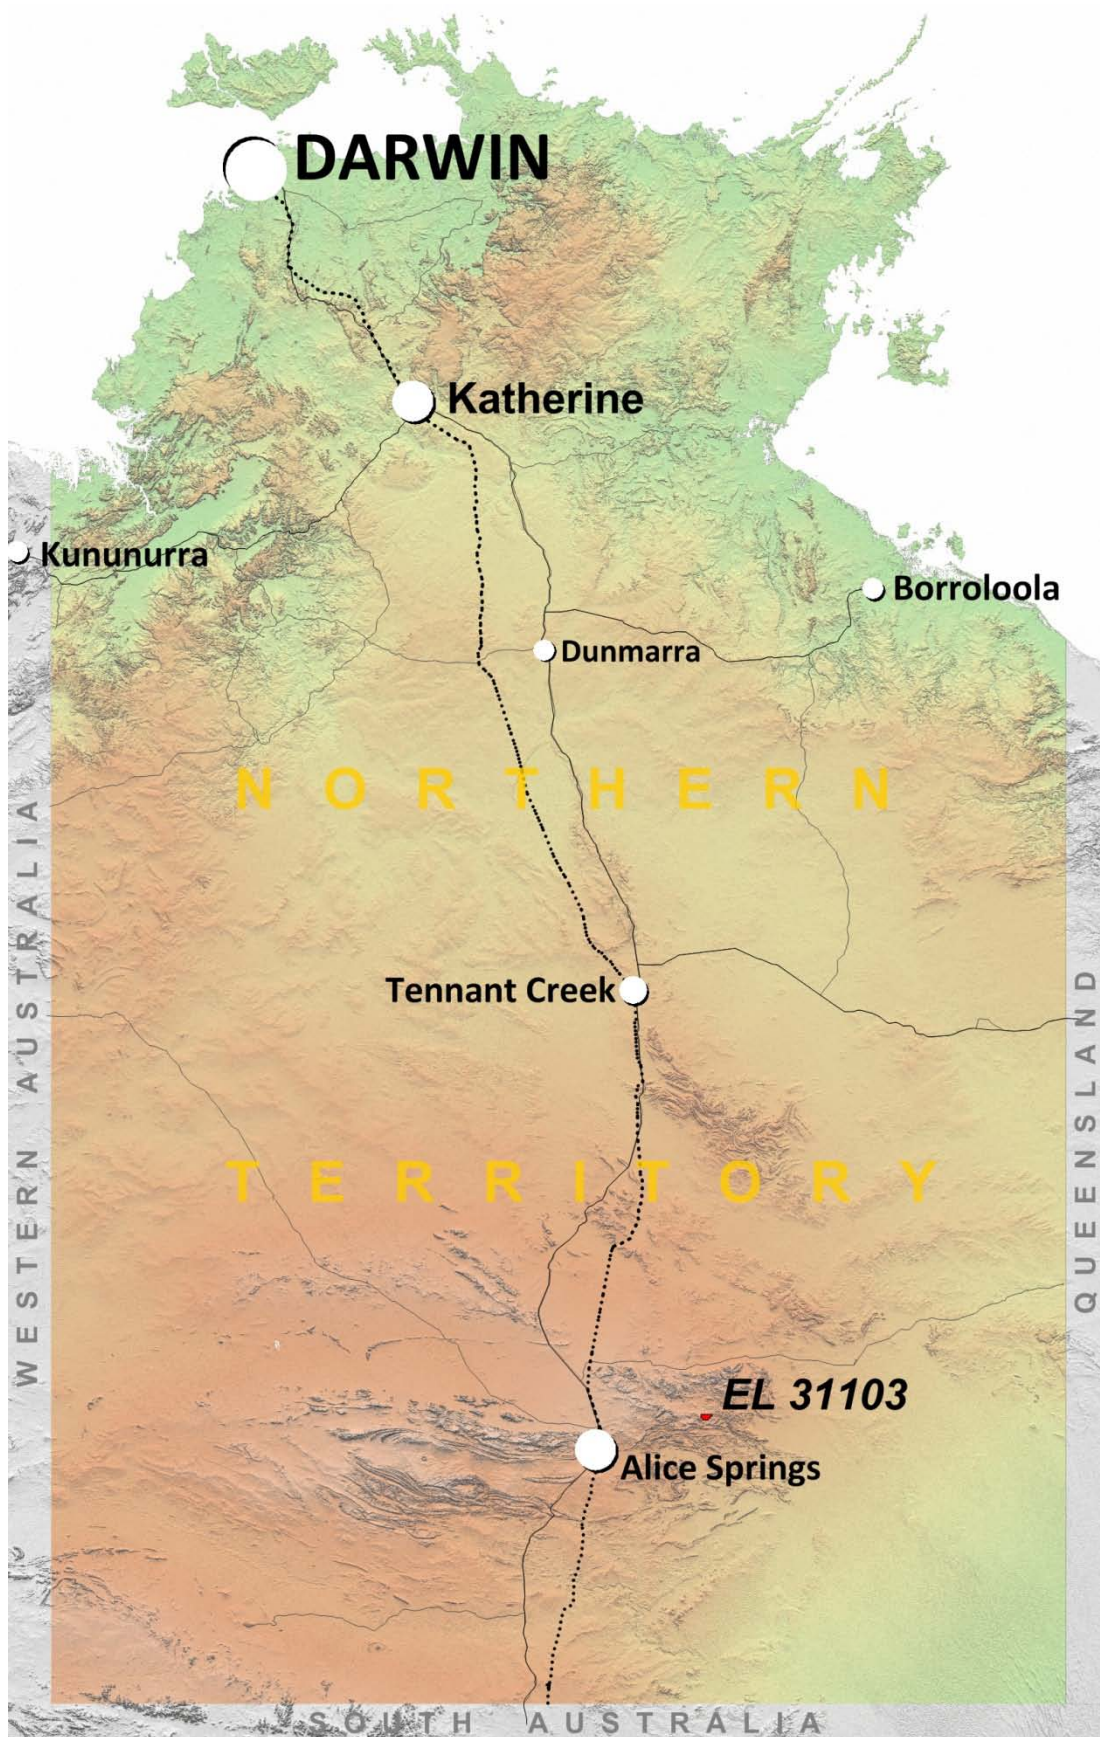 DARWIN
Katherine
Kununurra
Borroloola
Dunmarra
NORTHERN
Tennant Creek
TERRITORY
WESTERN AUSTRALIA
QUEENSLAND
EL 31103
Alice Springs
SOUTH AUSTRALIA